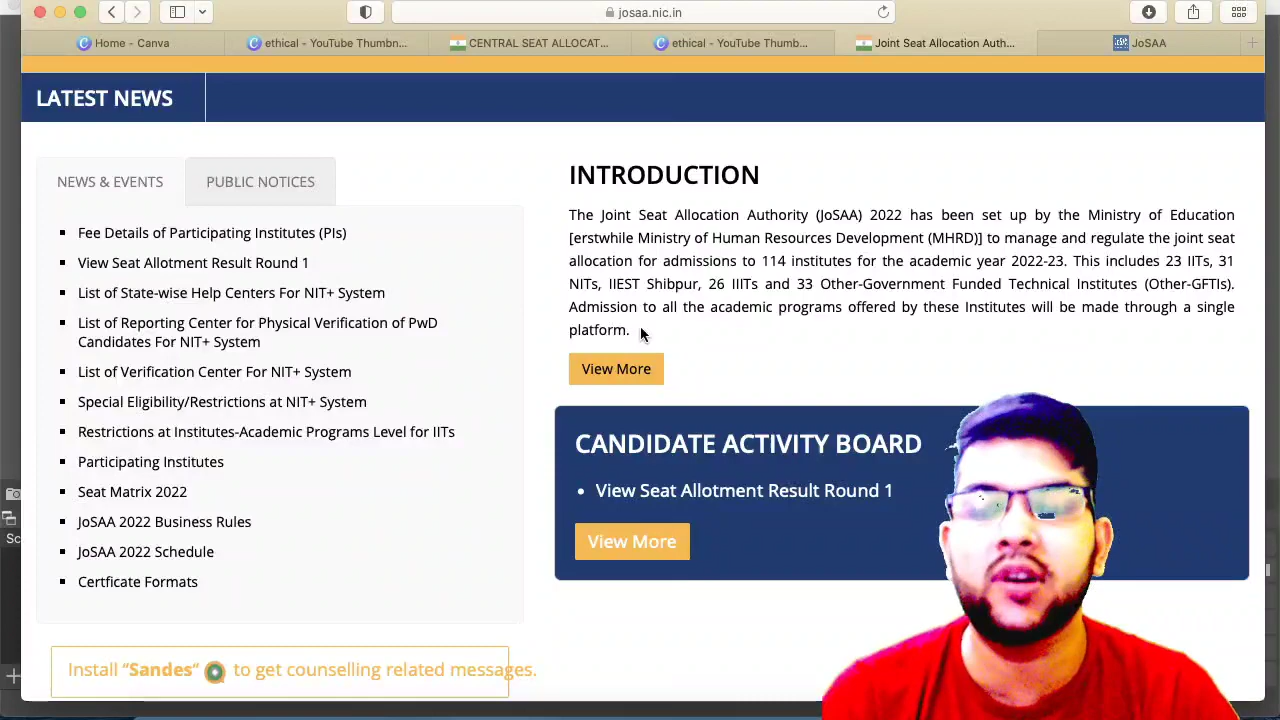 josaa.nic.in
Home - Canva
ethical - YouTube Thumbn...
CENTRAL SEAT ALLOCAT...
ethical - YouTube Thumb...
Joint Seat Allocation Auth...
JoSAA
LATEST NEWS
NEWS & EVENTS
PUBLIC NOTICES
Fee Details of Participating Institutes (PIs)
View Seat Allotment Result Round 1
List of State-wise Help Centers For NIT+ System
List of Reporting Center for Physical Verification of PwD
Candidates For NIT+ System
List of Verification Center For NIT+ System
Special Eligibility/Restrictions at NIT+ System
Restrictions at Institutes-Academic Programs Level for IITs
Participating Institutes
Seat Matrix 2022
JoSAA 2022 Business Rules
JoSAA 2022 Schedule
Certficate Formats
Install “Sandes“ to get counselling related messages.
INTRODUCTION
The Joint Seat Allocation Authority (JoSAA) 2022 has been set up by the Ministry of Education
[erstwhile Ministry of Human Resources Development (MHRD)] to manage and regulate the joint seat
allocation for admissions to 114 institutes for the academic year 2022-23. This includes 23 IITs, 31
NITs, IIEST Shibpur, 26 IIITs and 33 Other-Government Funded Technical Institutes (Other-GFTIs).
Admission to all the academic programs offered by these Institutes will be made through a single
platform.
View More
CANDIDATE ACTIVITY BOARD
View Seat Allotment Result Round 1
View More
Sc